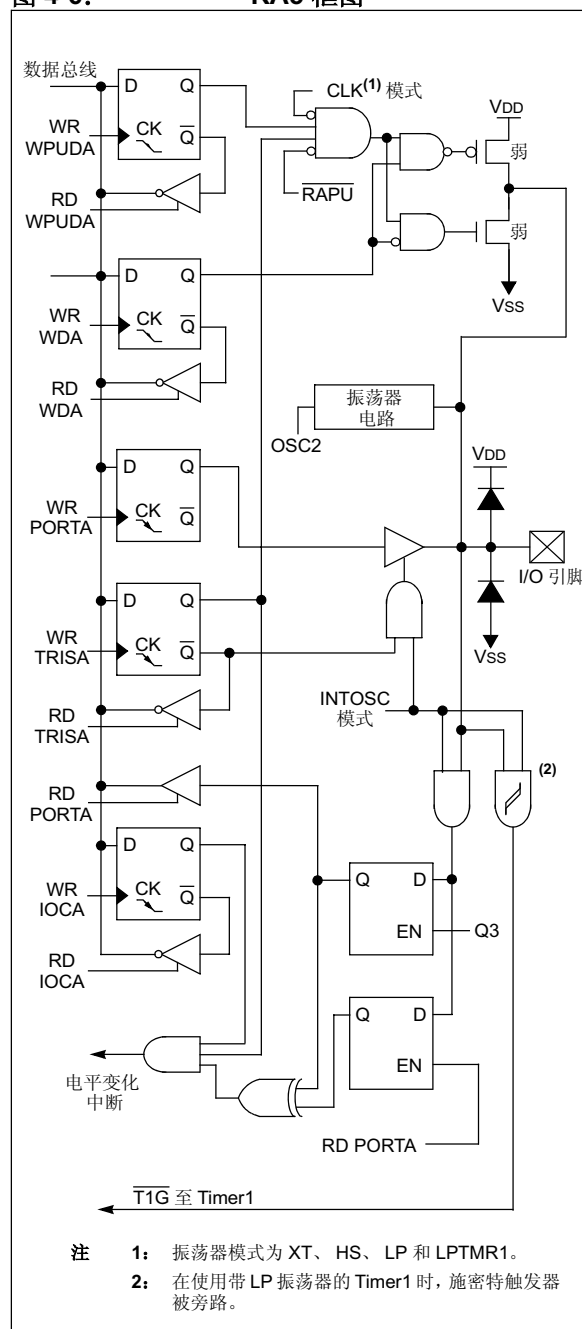 数据总线
D Q
WR WPUDA
CK Q
RD WPUDA
CLK(1) 模式
RAPU
VDD
弱
弱
VSS
D Q
WR WDA
CK Q
RD WDA
振荡器
电路
OSC2
D Q
WR PORTA
CK Q
VDD
I/O 引脚
VSS
D Q
WR TRISA
CK Q
RD TRISA
INTOSC
模式
(2)
RD PORTA
D Q
WR IOCA
CK Q
RD IOCA
Q D
EN
Q3
Q D
EN
RD PORTA
电平变化
中断
T1G 至 Timer1
注 1: 振荡器模式为 XT、 HS、 LP 和 LPTMR1。
2: 在使用带 LP 振荡器的 Timer1 时，施密特触发器
被旁路。